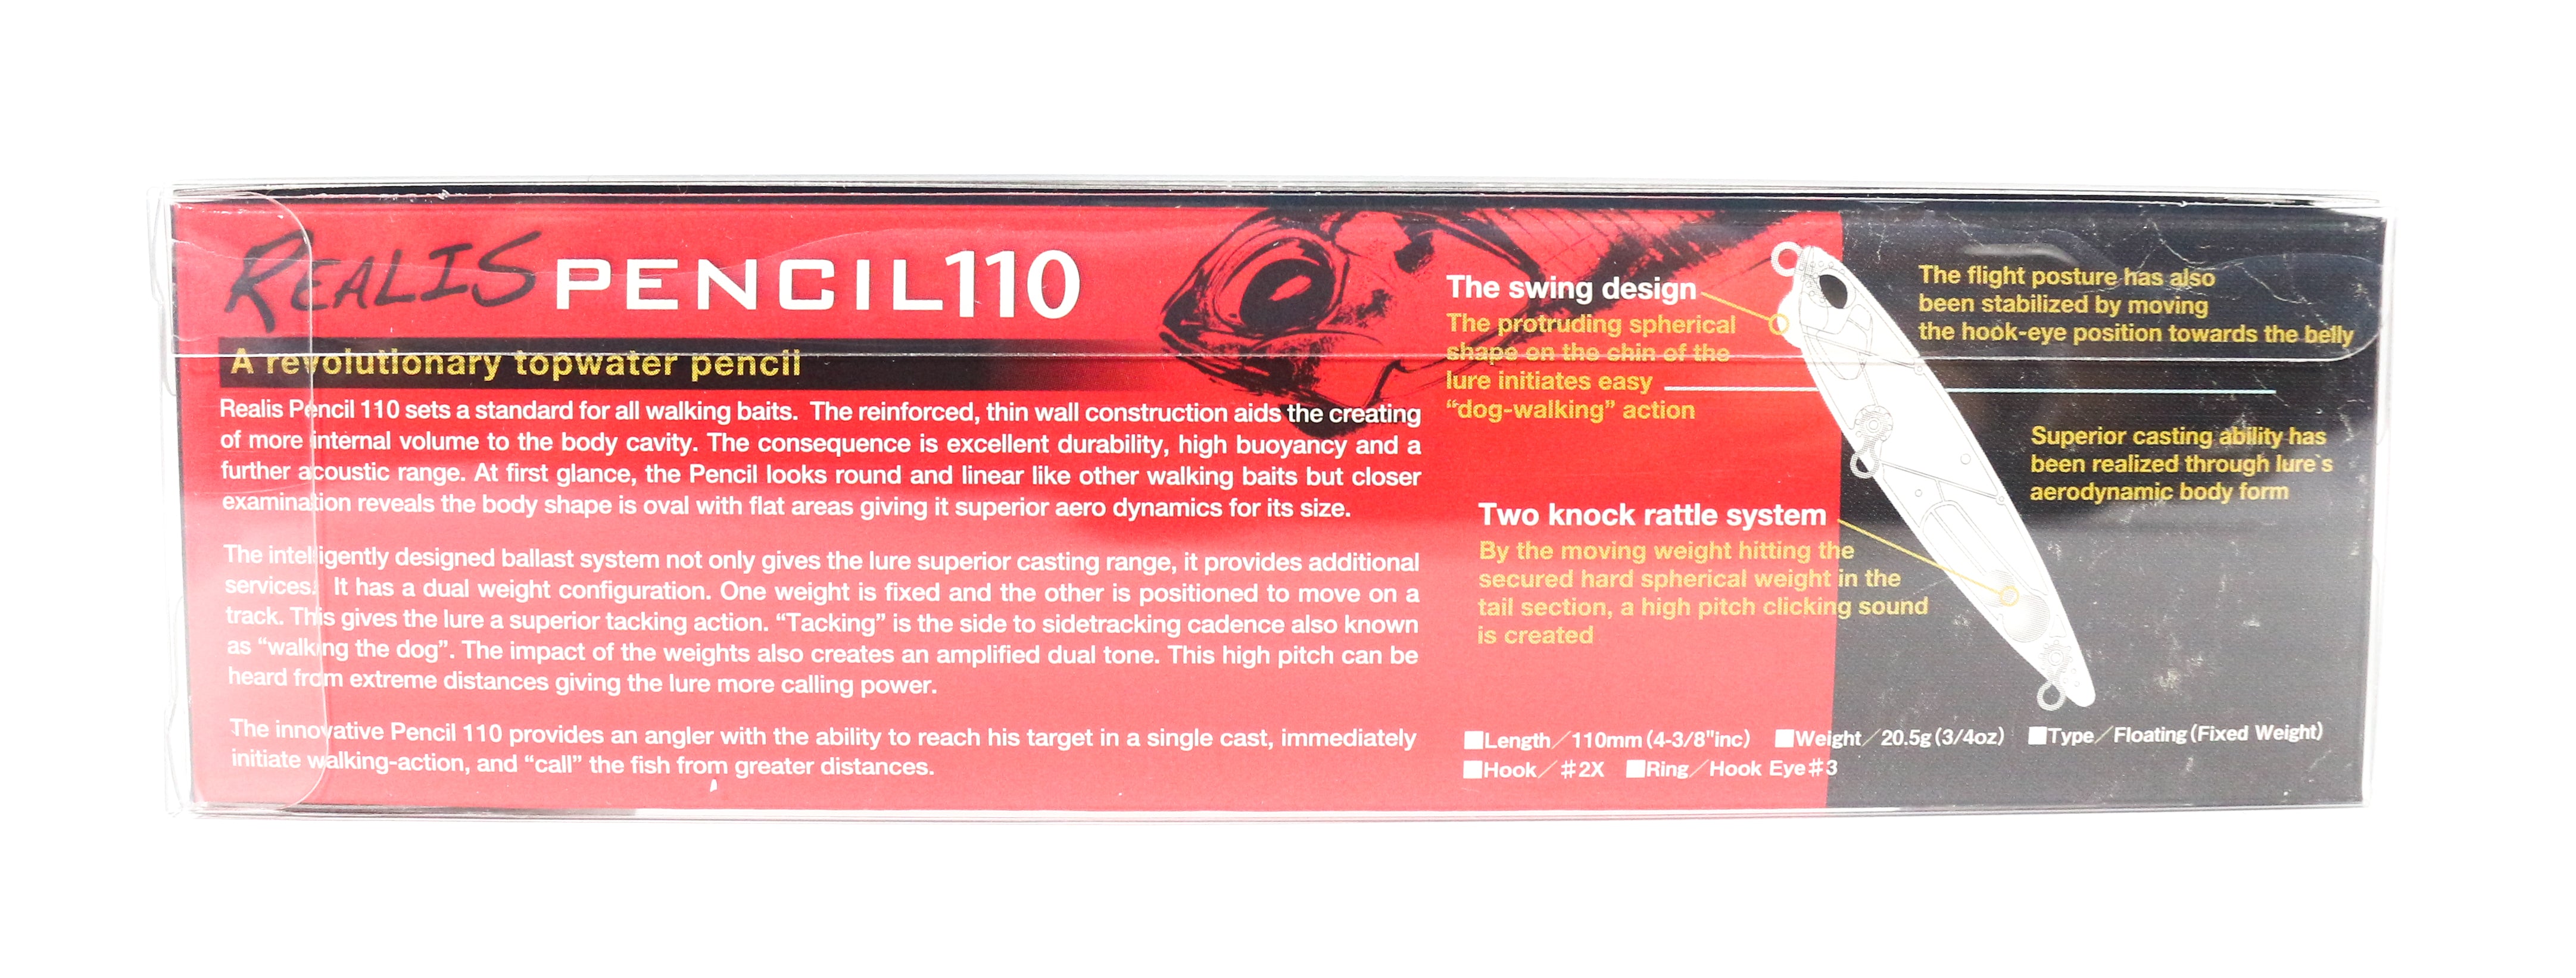 REALIS PENCIL110
A revolutionary topwater pencil
Realis Pencil 110 sets a standard for all walking baits. The reinforced, thin wall construction aids the creating
of more internal volume to the body cavity. The consequence is excellent durability, high buoyancy and a
further acoustic range. At first glance, the Pencil looks round and linear like other walking baits but closer
examination reveals the body shape is oval with flat areas giving it superior aero dynamics for its size.
The intelligently designed ballast system not only gives the lure superior casting range, it provides additional
services. It has a dual weight configuration. One weight is fixed and the other is positioned to move on a
track. This gives the lure a superior tacking action. “Tacking” is the side to sidetracking cadence also known
as “walking the dog”. The impact of the weights also creates an amplified dual tone. This high pitch can be
heard from extreme distances giving the lure more calling power.
The innovative Pencil 110 provides an angler with the ability to reach his target in a single cast, immediately
initiate walking-action, and “call” the fish from greater distances.
The swing design
The protruding spherical
shape on the chin of the
lure initiates easy
“dog-walking” action
The flight posture has also
been stabilized by moving
the hook-eye position towards the belly
Superior casting ability has
been realized through lure`s
aerodynamic body form
Two knock rattle system
By the moving weight hitting the
secured hard spherical weight in the
tail section, a high pitch clicking sound
is created
■Length／110mm (4-3/8"inc) ■Weight／20.5g (3/4oz) ■Type／Floating (Fixed Weight)
■Hook／♯2X ■Ring／Hook Eye♯3